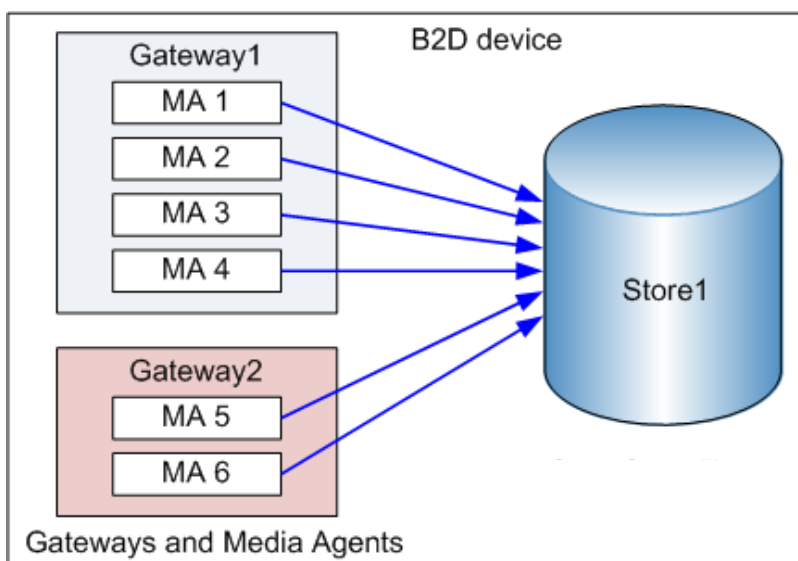 B2D device
Gateway1
MA 1
MA 2
MA 3
MA 4
Store1
Gateway2
MA 5
MA 6
Gateways and Media Agents